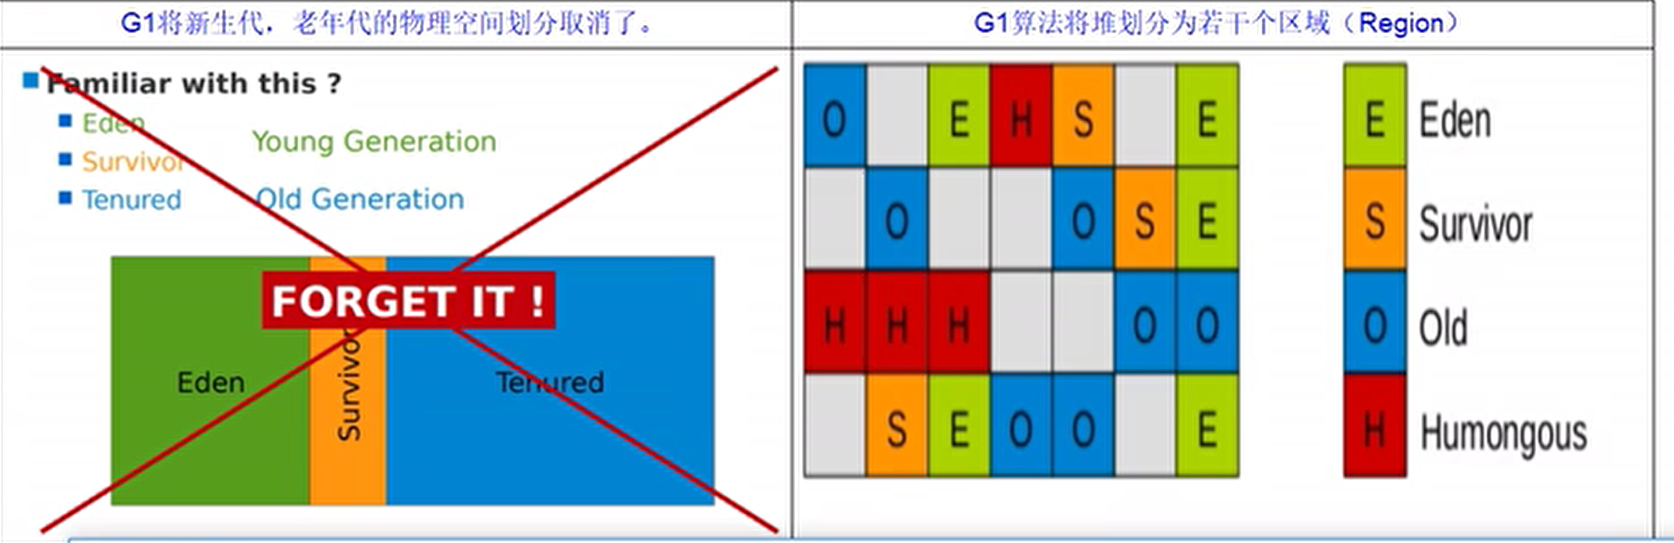 G1将新生代，老年代的物理空间划分取消了。
Familiar with this ?
Eden
Survivor
Tenured
Young Generation
Old Generation
FORGET IT !
Eden
Survivor
Tenured
G1算法将堆划分为若干个区域（Region）
O E H S E
O O S E
H H H O O
S E O O E
E Eden
S Survivor
O Old
H Humongous